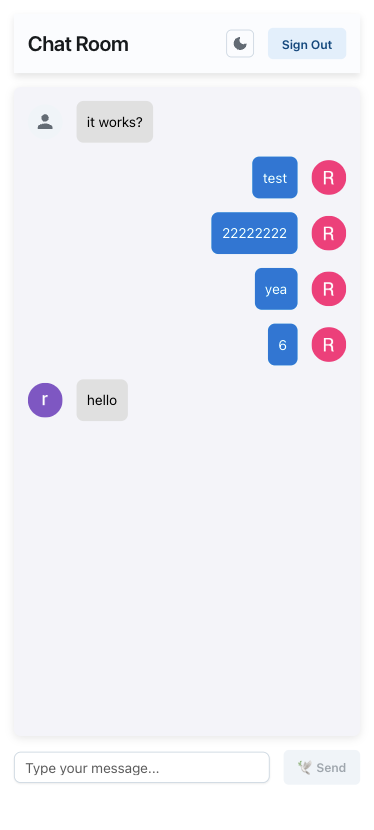 Chat Room
Sign Out
it works?
test
R
22222222
R
yea
R
6
R
r
hello
Type your message...
Send